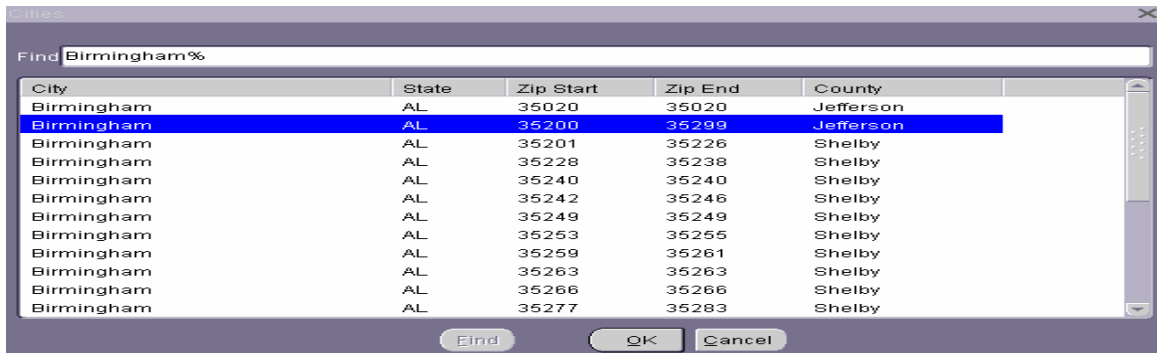 Cities
Find Birmingham%
City State Zip Start Zip End County
Birmingham AL 35020 35020 Jefferson
Birmingham AL 35200 35299 Jefferson
Birmingham AL 35201 35226 Shelby
Birmingham AL 35228 35238 Shelby
Birmingham AL 35240 35240 Shelby
Birmingham AL 35242 35246 Shelby
Birmingham AL 35249 35249 Shelby
Birmingham AL 35253 35255 Shelby
Birmingham AL 35259 35261 Shelby
Birmingham AL 35263 35263 Shelby
Birmingham AL 35266 35266 Shelby
Birmingham AL 35277 35283 Shelby
Find OK Cancel